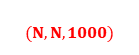 (N, N, 1000)